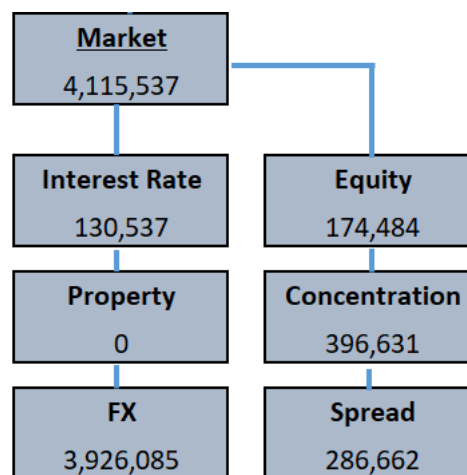 Market
4,115,537
Interest Rate
130,537
Equity
174,484
Property
0
Concentration
396,631
FX
3,926,085
Spread
286,662